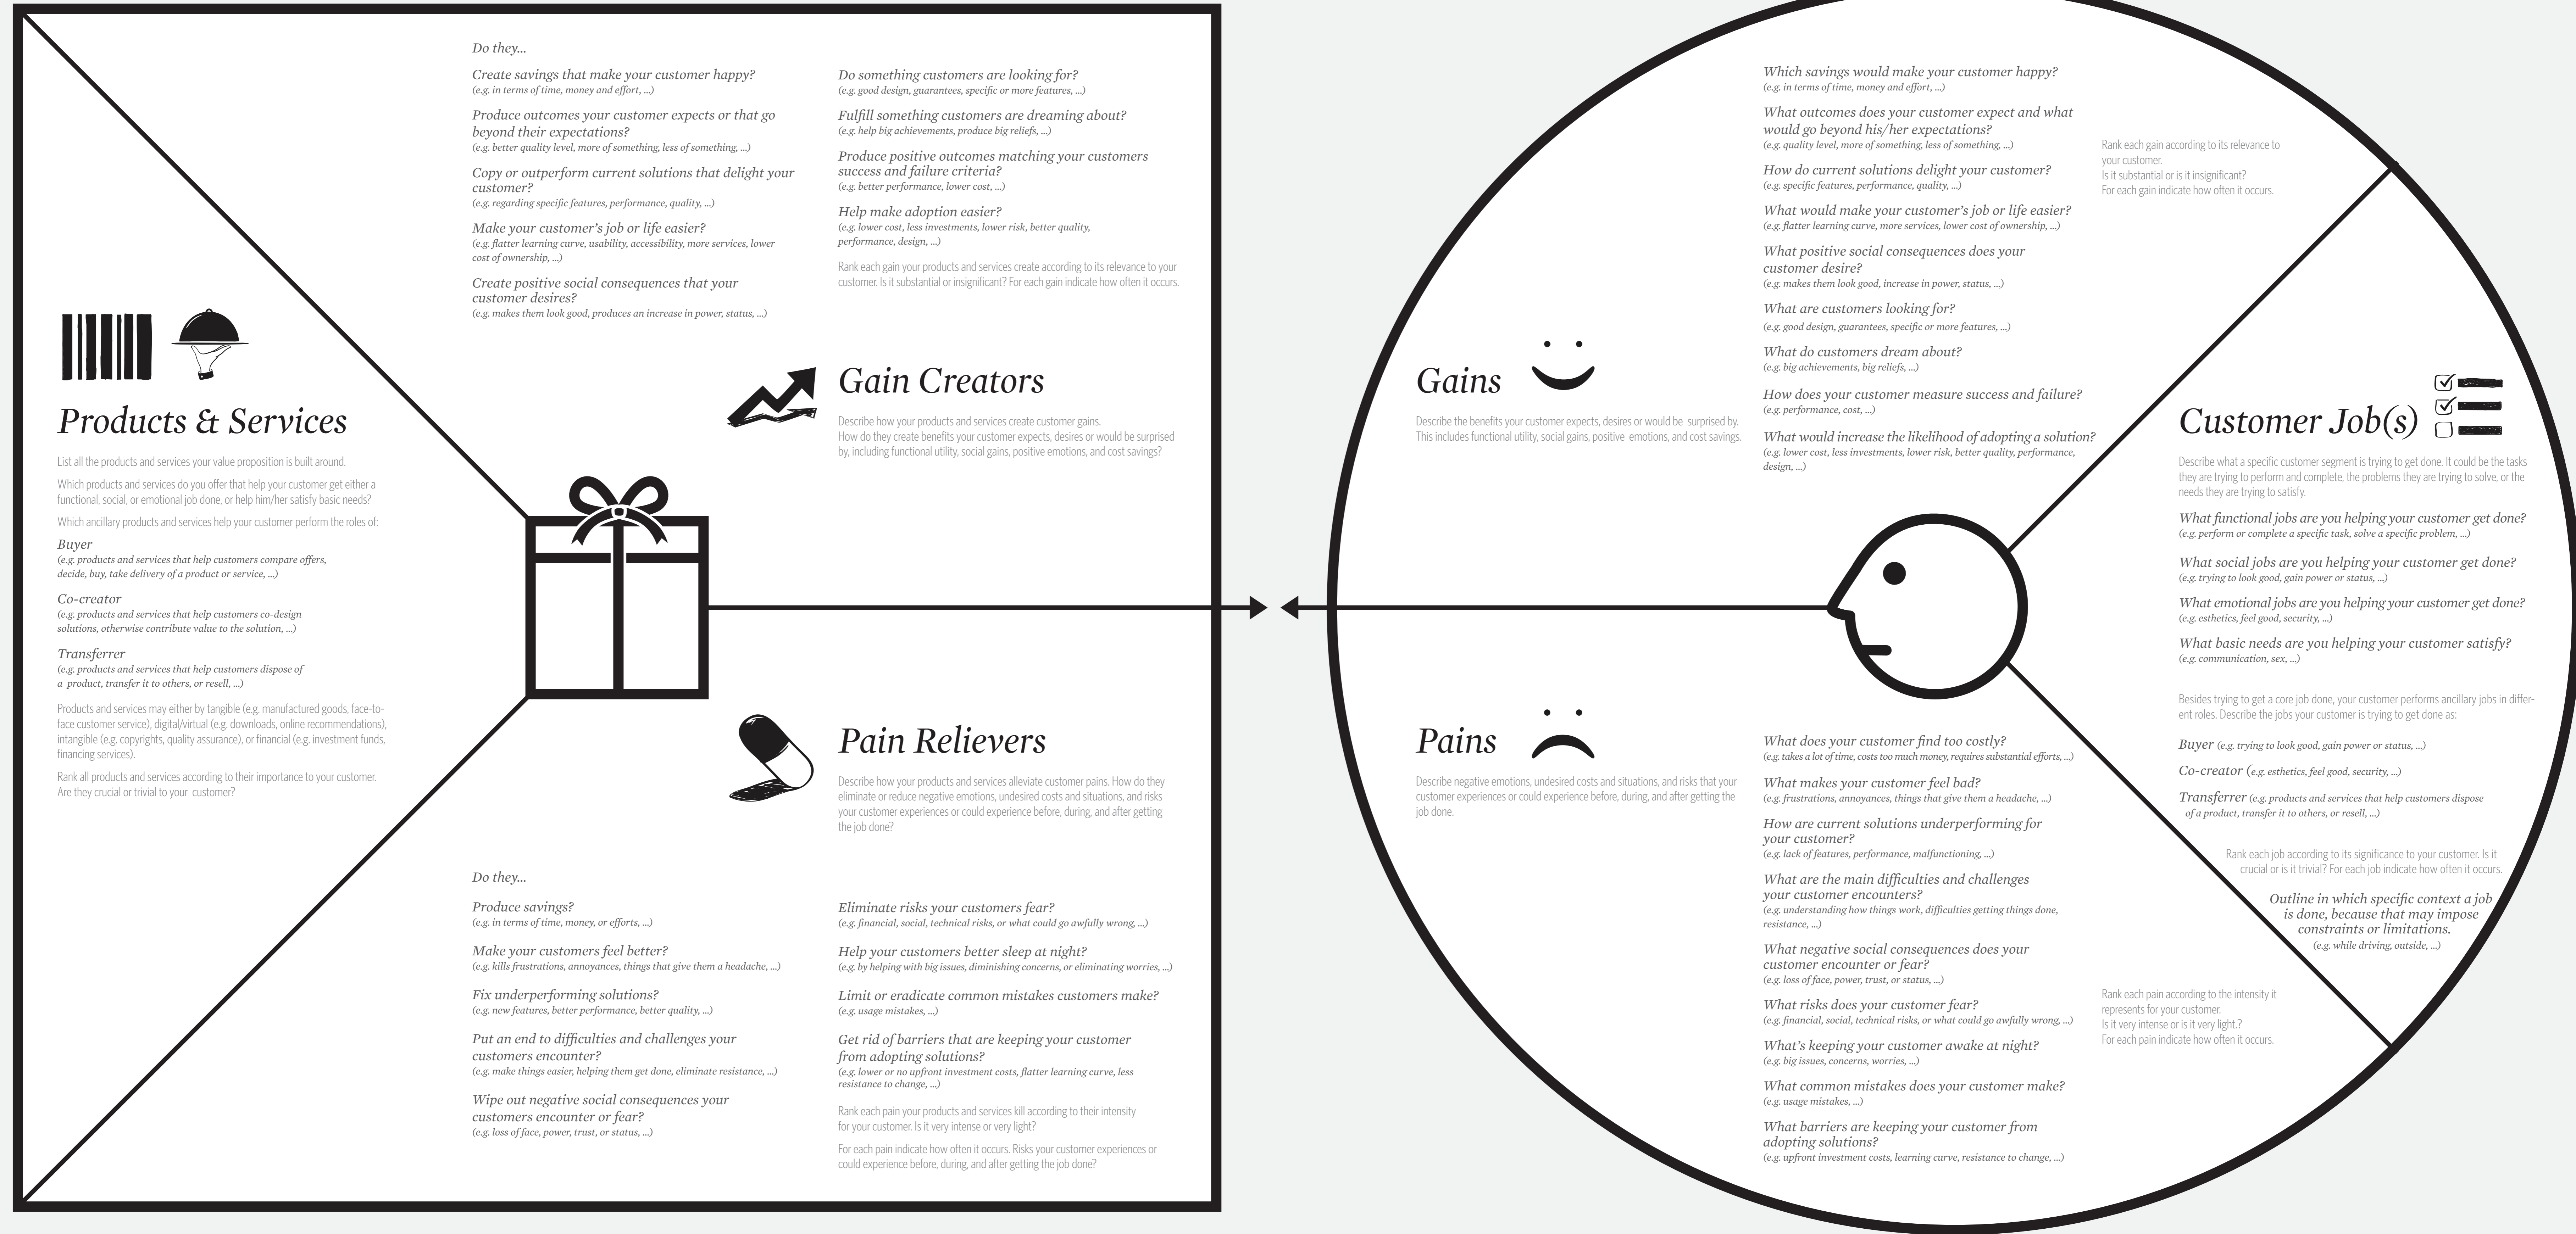 Products & Services
List all the products and services your value proposition is built around.
Which products and services do you offer that help your customer get either a
functional, social, or emotional job done, or help him/her satisfy basic needs?
Which ancillary products and services help your customer perform the roles of:
Buyer
(e.g. products and services that help customers compare offers,
decide, buy, take delivery of a product or service, ...)
Co-creator
(e.g. products and services that help customers co-design
solutions, otherwise contribute value to the solution, ...)
Transferrer
(e.g. products and services that help customers dispose of
a product, transfer it to others, or resell, ...)
Products and services may either by tangible (e.g. manufactured goods, face-to-
face customer service), digital/virtual (e.g. downloads, online recommendations),
intangible (e.g. copyrights, quality assurance), or financial (e.g. investment funds,
financing services).
Rank all products and services according to their importance to your customer.
Are they crucial or trivial to your customer?
Do they...
Create savings that make your customer happy?
(e.g. in terms of time, money and effort, ...)
Produce outcomes your customer expects or that go
beyond their expectations?
(e.g. better quality level, more of something, less of something, ...)
Copy or outperform current solutions that delight your
customer?
(e.g. regarding specific features, performance, quality, ...)
Make your customer's job or life easier?
(e.g. flatter learning curve, usability, accessibility, more services, lower
cost of ownership, ...)
Create positive social consequences that your
customer desires?
(e.g. makes them look good, produces an increase in power, status, ...)
Do something customers are looking for?
(e.g. good design, guarantees, specific or more features, ...)
Fulfill something customers are dreaming about?
(e.g. help big achievements, produce big reliefs, ...)
Produce positive outcomes matching your customers
success and failure criteria?
(e.g. better performance, lower cost, ...)
Help make adoption easier?
(e.g. lower cost, less investments, lower risk, better quality,
performance, design, ...)
Rank each gain your products and services create according to its relevance to your
customer. Is it substantial or insignificant? For each gain indicate how often it occurs.
Gain Creators
Describe how your products and services create customer gains.
How do they create benefits your customer expects, desires or would be surprised
by, including functional utility, social gains, positive emotions, and cost savings?
Pain Relievers
Describe how your products and services alleviate customer pains. How do they
eliminate or reduce negative emotions, undesired costs and situations, and risks
your customer experiences or could experience before, during, and after getting
the job done?
Do they...
Produce savings?
(e.g. in terms of time, money, or efforts, ...)
Make your customers feel better?
(e.g. kills frustrations, annoyances, things that give them a headache, ...)
Fix underperforming solutions?
(e.g. new features, better performance, better quality, ...)
Put an end to difficulties and challenges your
customers encounter?
(e.g. make things easier, helping them get done, eliminate resistance, ...)
Wipe out negative social consequences your
customers encounter or fear?
(e.g. loss of face, power, trust, or status, ...)
Eliminate risks your customers fear?
(e.g. financial, social, technical risks, or what could go awfully wrong, ...)
Help your customers better sleep at night?
(e.g. by helping with big issues, diminishing concerns, or eliminating worries, ...)
Limit or eradicate common mistakes customers make?
(e.g. usage mistakes, ...)
Get rid of barriers that are keeping your customer
from adopting solutions?
(e.g. lower or no upfront investment costs, flatter learning curve, less
resistance to change, ...)
Rank each pain your products and services kill according to their intensity
for your customer. Is it very intense or very light?
For each pain indicate how often it occurs. Risks your customer experiences or
could experience before, during, and after getting the job done?
Gains
Describe the benefits your customer expects, desires or would be surprised by.
This includes functional utility, social gains, positive emotions, and cost savings.
Which savings would make your customer happy?
(e.g. in terms of time, money and effort, ...)
What outcomes does your customer expect and what
would go beyond his/her expectations?
(e.g. quality level, more of something, less of something, ...)
How do current solutions delight your customer?
(e.g. specific features, performance, quality, ...)
What would make your customer's job or life easier?
(e.g. flatter learning curve, more services, lower cost of ownership, ...)
What positive social consequences does your
customer desire?
(e.g. makes them look good, increase in power, status, ...)
What are customers looking for?
(e.g. good design, guarantees, specific or more features, ...)
What do customers dream about?
(e.g. big achievements, big reliefs, ...)
How does your customer measure success and failure?
(e.g. performance, cost, ...)
What would increase the likelihood of adopting a solution?
(e.g. lower cost, less investments, lower risk, better quality, performance,
design, ...)
Rank each gain according to its relevance to
your customer.
Is it substantial or is it insignificant?
For each gain indicate how often it occurs.
Pains
Describe negative emotions, undesired costs and situations, and risks that your
customer experiences or could experience before, during, and after getting the
job done.
What does your customer find too costly?
(e.g. takes a lot of time, costs too much money, requires substantial efforts, ...)
What makes your customer feel bad?
(e.g. frustrations, annoyances, things that give them a headache, ...)
How are current solutions underperforming for
your customer?
(e.g. lack of features, performance, malfunctioning, ...)
What are the main difficulties and challenges
your customer encounters?
(e.g. understanding how things work, difficulties getting things done,
resistance, ...)
What negative social consequences does your
customer encounter or fear?
(e.g. loss of face, power, trust, or status, ...)
What risks does your customer fear?
(e.g. financial, social, technical risks, or what could go awfully wrong, ...)
What's keeping your customer awake at night?
(e.g. big issues, concerns, worries, ...)
What common mistakes does your customer make?
(e.g. usage mistakes, ...)
What barriers are keeping your customer from
adopting solutions?
(e.g. upfront investment costs, learning curve, resistance to change, ...)
Rank each pain according to the intensity it
represents for your customer.
Is it very intense or is it very light.?
For each pain indicate how often it occurs.
Customer Job(s)
Describe what a specific customer segment is trying to get done. It could be the tasks
they are trying to perform and complete, the problems they are trying to solve, or the
needs they are trying to satisfy.
What functional jobs are you helping your customer get done?
(e.g. perform or complete a specific task, solve a specific problem, ...)
What social jobs are you helping your customer get done?
(e.g. trying to look good, gain power or status, ...)
What emotional jobs are you helping your customer get done?
(e.g. esthetics, feel good, security, ...)
What basic needs are you helping your customer satisfy?
(e.g. communication, sex, ...)
Besides trying to get a core job done, your customer performs ancillary jobs in differ-
ent roles. Describe the jobs your customer is trying to get done as:
Buyer (e.g. trying to look good, gain power or status, ...)
Co-creator (e.g. esthetics, feel good, security, ...)
Transferrer (e.g. products and services that help customers dispose
of a product, transfer it to others, or resell, ...)
Rank each job according to its significance to your customer. Is it
crucial or is it trivial? For each job indicate how often it occurs.
Outline in which specific context a job
is done, because that may impose
constraints or limitations.
(e.g. while driving, outside, ...)